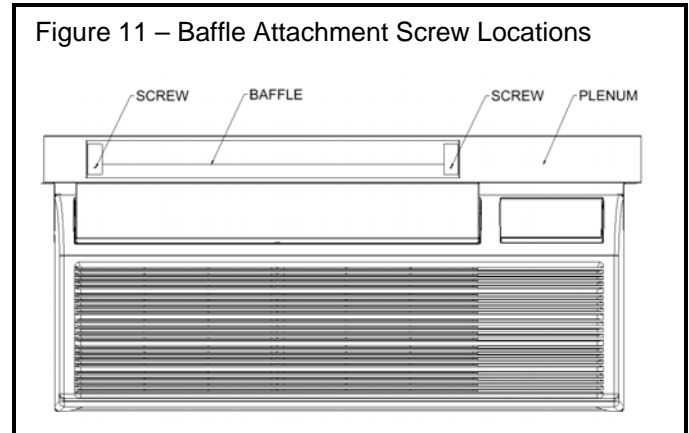 Figure 11 – Baffle Attachment Screw Locations
SCREW BAFFLE SCREW PLENUM